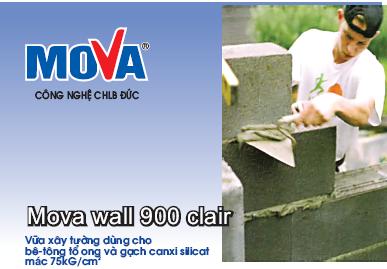 MOVA®
CÔNG NGHỆ CHLB ĐỨC
Mova wall 900 clair
Vữa xây tường dùng cho
bê-tông tổ ong và gạch canxi silicat
mác 75kG/cm²